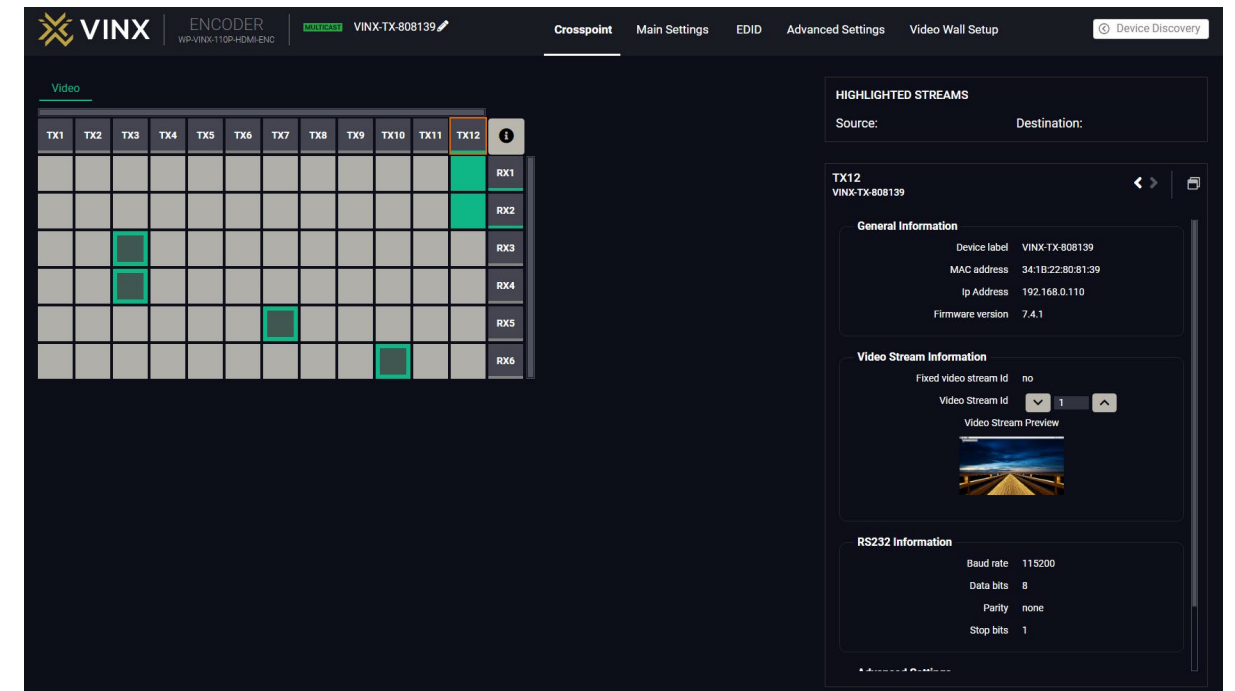 VINX
ENCODER
WP-VINX-110P-HDMI-ENC
MULTICAST VINX-TX-808139
Crosspoint Main Settings EDID Advanced Settings Video Wall Setup Device Discovery
Video
TX1 TX2 TX3 TX4 TX5 TX6 TX7 TX8 TX9 TX10 TX11 TX12
RX1
RX2
RX3
RX4
RX5
RX6
HIGHLIGHTED STREAMS
Source: Destination:
TX12
VINX-TX-808139
General Information
Device label VINX-TX-808139
MAC address 34:1B:22:80:81:39
Ip Address 192.168.0.110
Firmware version 7.4.1
Video Stream Information
Fixed video stream Id no
Video Stream Id 1
Video Stream Preview
RS232 Information
Baud rate 115200
Data bits 8
Parity none
Stop bits 1
Advanced Settings